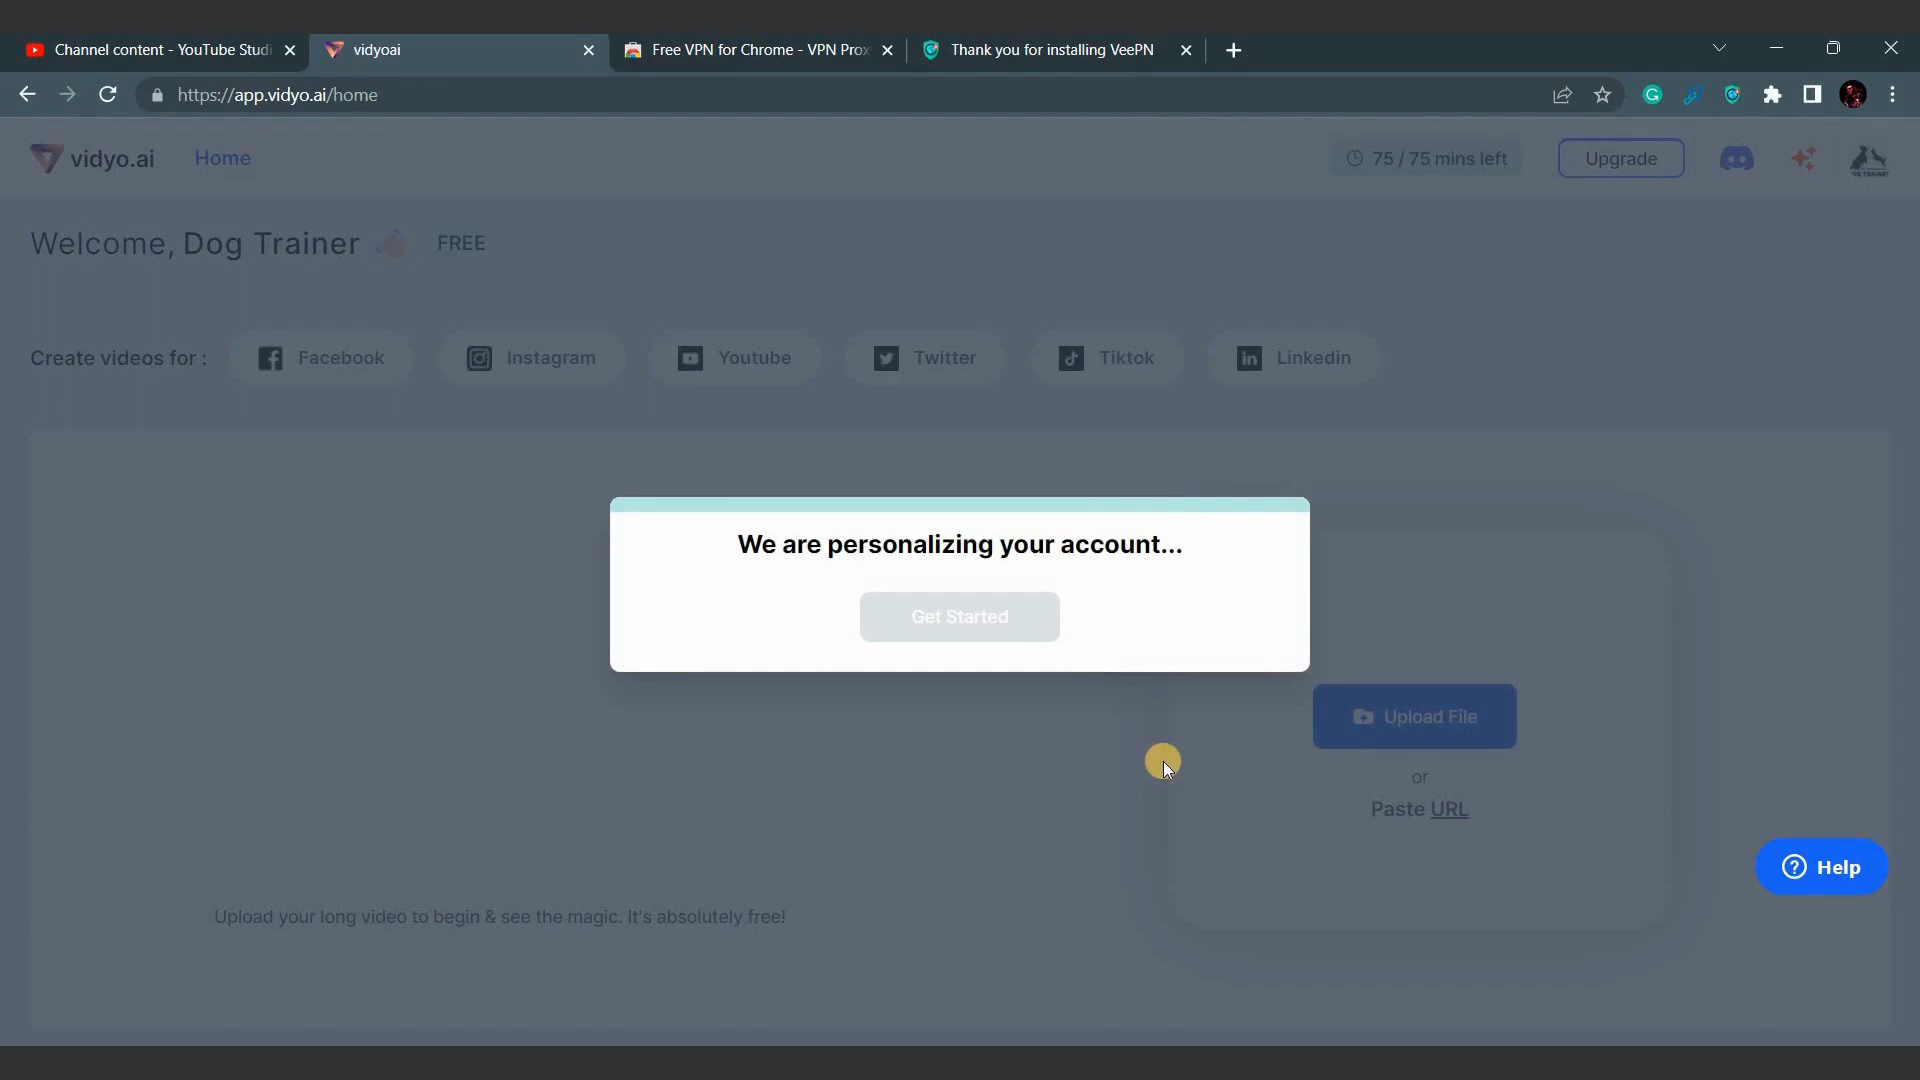 Channel content - YouTube Studi
vidyoai
Free VPN for Chrome - VPN Prox
Thank you for installing VeePN
https://app.vidyo.ai/home
vidyo.ai
Home
75 / 75 mins left
Upgrade
DOG TRAINER
Welcome, Dog Trainer
FREE
Create videos for :
Facebook
Instagram
Youtube
Twitter
Tiktok
Linkedin
We are personalizing your account...
Get Started
Upload File
or
Paste URL
Help
Upload your long video to begin & see the magic. It's absolutely free!